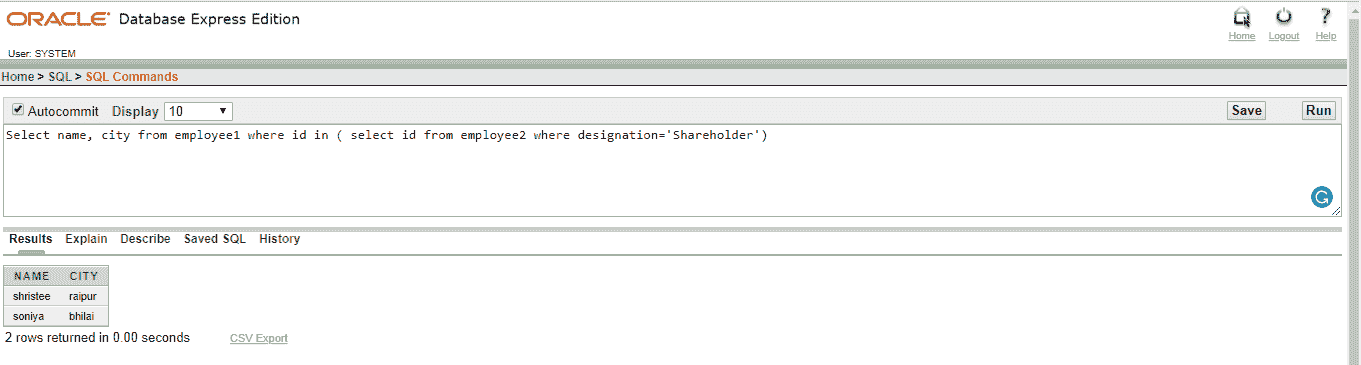 ORACLE Database Express Edition
Home Logout Help
User: SYSTEM
Home > SQL > SQL Commands
Autocommit Display 10 Save Run
Select name, city from employee1 where id in ( select id from employee2 where designation='Shareholder')
Results Explain Describe Saved SQL History
NAME CITY
shristee raipur
soniya bhilai
2 rows returned in 0.00 seconds CSV Export